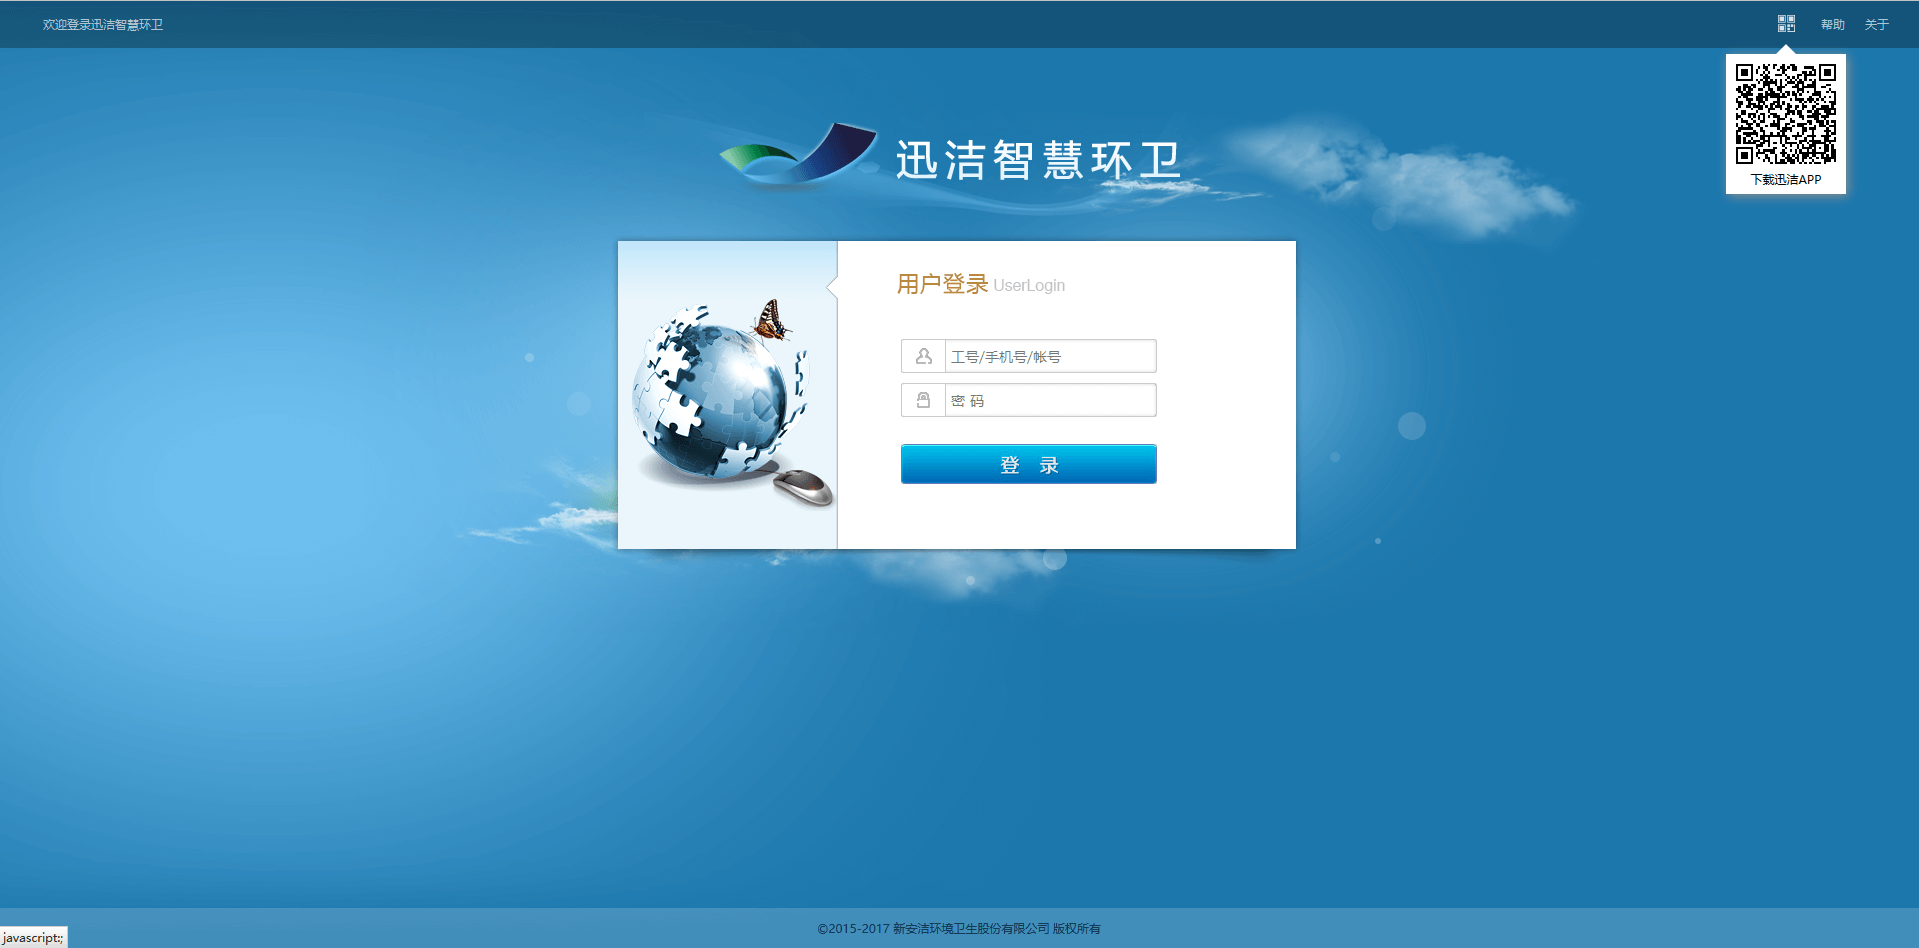 欢迎登录迅洁智慧环卫
帮助 关于
下载迅洁APP
迅洁智慧环卫
用户登录 UserLogin
工号/手机号/帐号
密 码
登 录
©2015-2017 新安洁环境卫生股份有限公司 版权所有
javascript:;